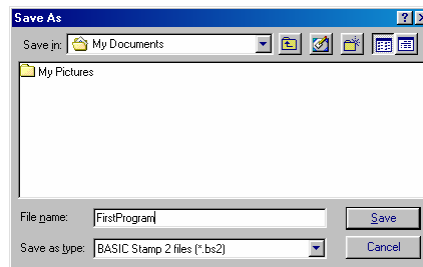 Save As
Save in: My Documents
My Pictures
File name: FirstProgram Save
Save as type: BASIC Stamp 2 files (*.bs2) Cancel